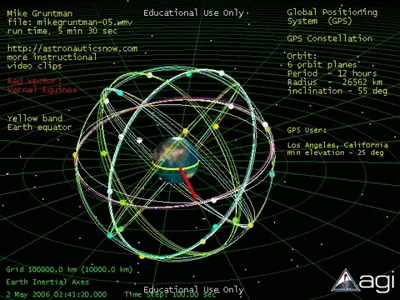 Mike Gruntman
file: mikegruntman-05.wmv
run time, 5 min 30 sec
http://astronauticsnow.com
more instructional
video clips
Red Vector:
Vernal Equinox
Yellow band
Earth equator
Educational Use Only
Global Positioning
System (GPS)
GPS Constellation
Orbit:
6 orbit planes
Period - 12 hours
Radius - 26562 km
inclination - 55 deg
GPS User:
Los Angeles, California
min elevation - 25 deg
Grid 100000.0 km (10000.0 km)
Earth Inertial Axes
2 May 2006 02:43:20.000 Time Step: 100.00 sec
Educational Use Only
agi